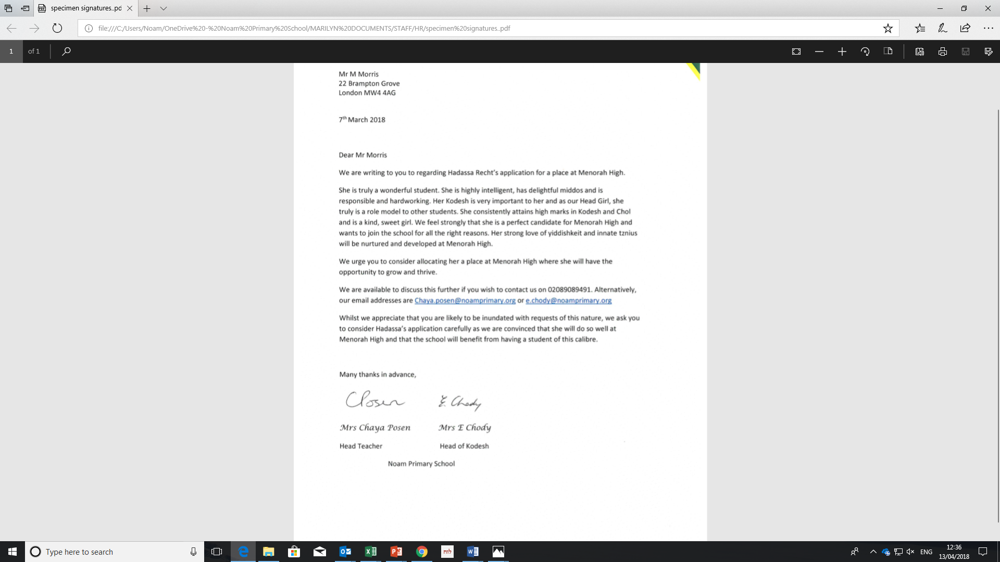 specimen signatures..pd
file:///C:/Users/Noam/OneDrive%20-%20Noam%20Primary%20School/MARILYN%20DOCUMENTS/STAFF/HR/specimen%20signatures..pdf
1 of 1
Mr M Morris
22 Brampton Grove
London MW4 4AG
7th March 2018
Dear Mr Morris
We are writing to you to regarding Hadassa Recht's application for a place at Menorah High.
She is truly a wonderful student. She is highly intelligent, has delightful middos and is
responsible and hardworking. Her Kodesh is very important to her and as our Head Girl, she
truly is a role model to other students. She consistently attains high marks in Kodesh and Chol
and is a kind, sweet girl. We feel strongly that she is a perfect candidate for Menorah High and
wants to join the school for all the right reasons. Her strong love of yiddishkeit and innate tznius
will be nurtured and developed at Menorah High.
We urge you to consider allocating her a place at Menorah High where she will have the
opportunity to grow and thrive.
We are available to discuss this further if you wish to contact us on 02089089491. Alternatively,
our email addresses are Chaya.posen@noamprimary.org or e.chody@noamprimary.org
Whilst we appreciate that you are likely to be inundated with requests of this nature, we ask you
to consider Hadassa's application carefully as we are convinced that she will do so well at
Menorah High and that the school will benefit from having a student of this calibre.
Many thanks in advance,
CPosen E. Chody
Mrs Chaya Posen Mrs E Chody
Head Teacher Head of Kodesh
Noam Primary School
Type here to search
לוח
ENG
12:36
13/04/2018